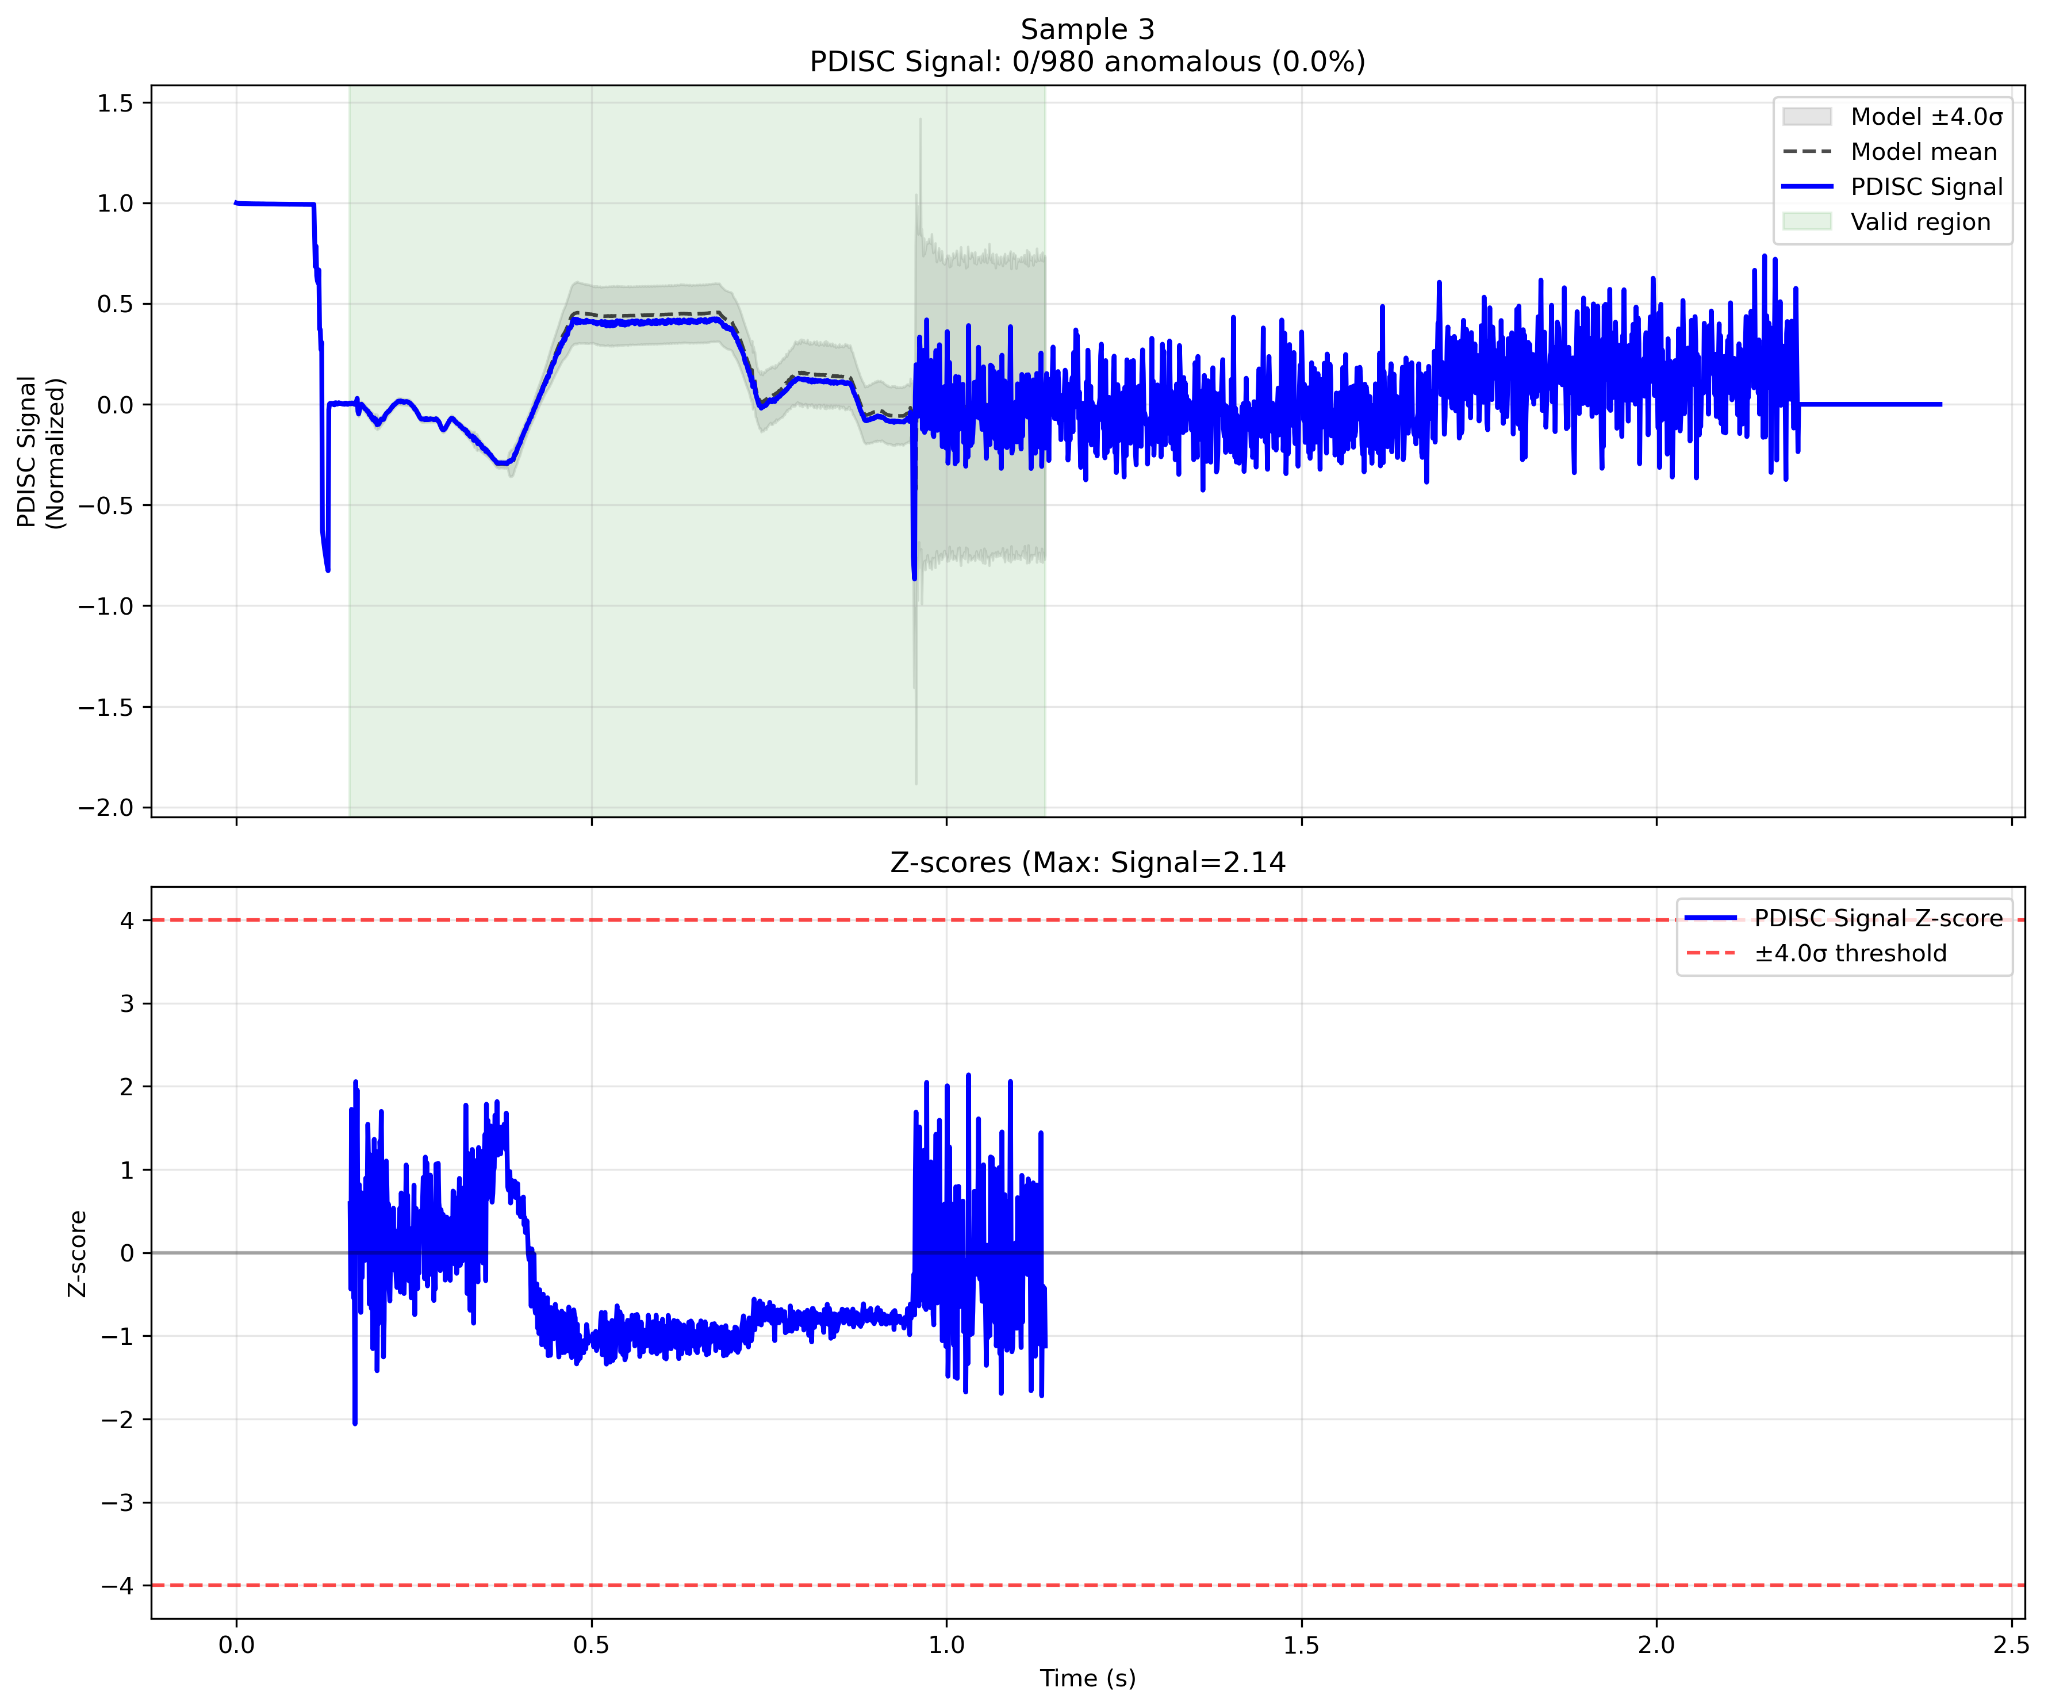 Sample 3
PDISC Signal: 0/980 anomalous (0.0%)
1.5
1.0
0.5
0.0
−0.5
−1.0
−1.5
−2.0
PDISC Signal
(Normalized)
Model ±4.0σ
Model mean
PDISC Signal
Valid region
Z-scores (Max: Signal=2.14
4
3
2
1
0
−1
−2
−3
−4
Z-score
PDISC Signal Z-score
±4.0σ threshold
0.0 0.5 1.0 1.5 2.0 2.5
Time (s)